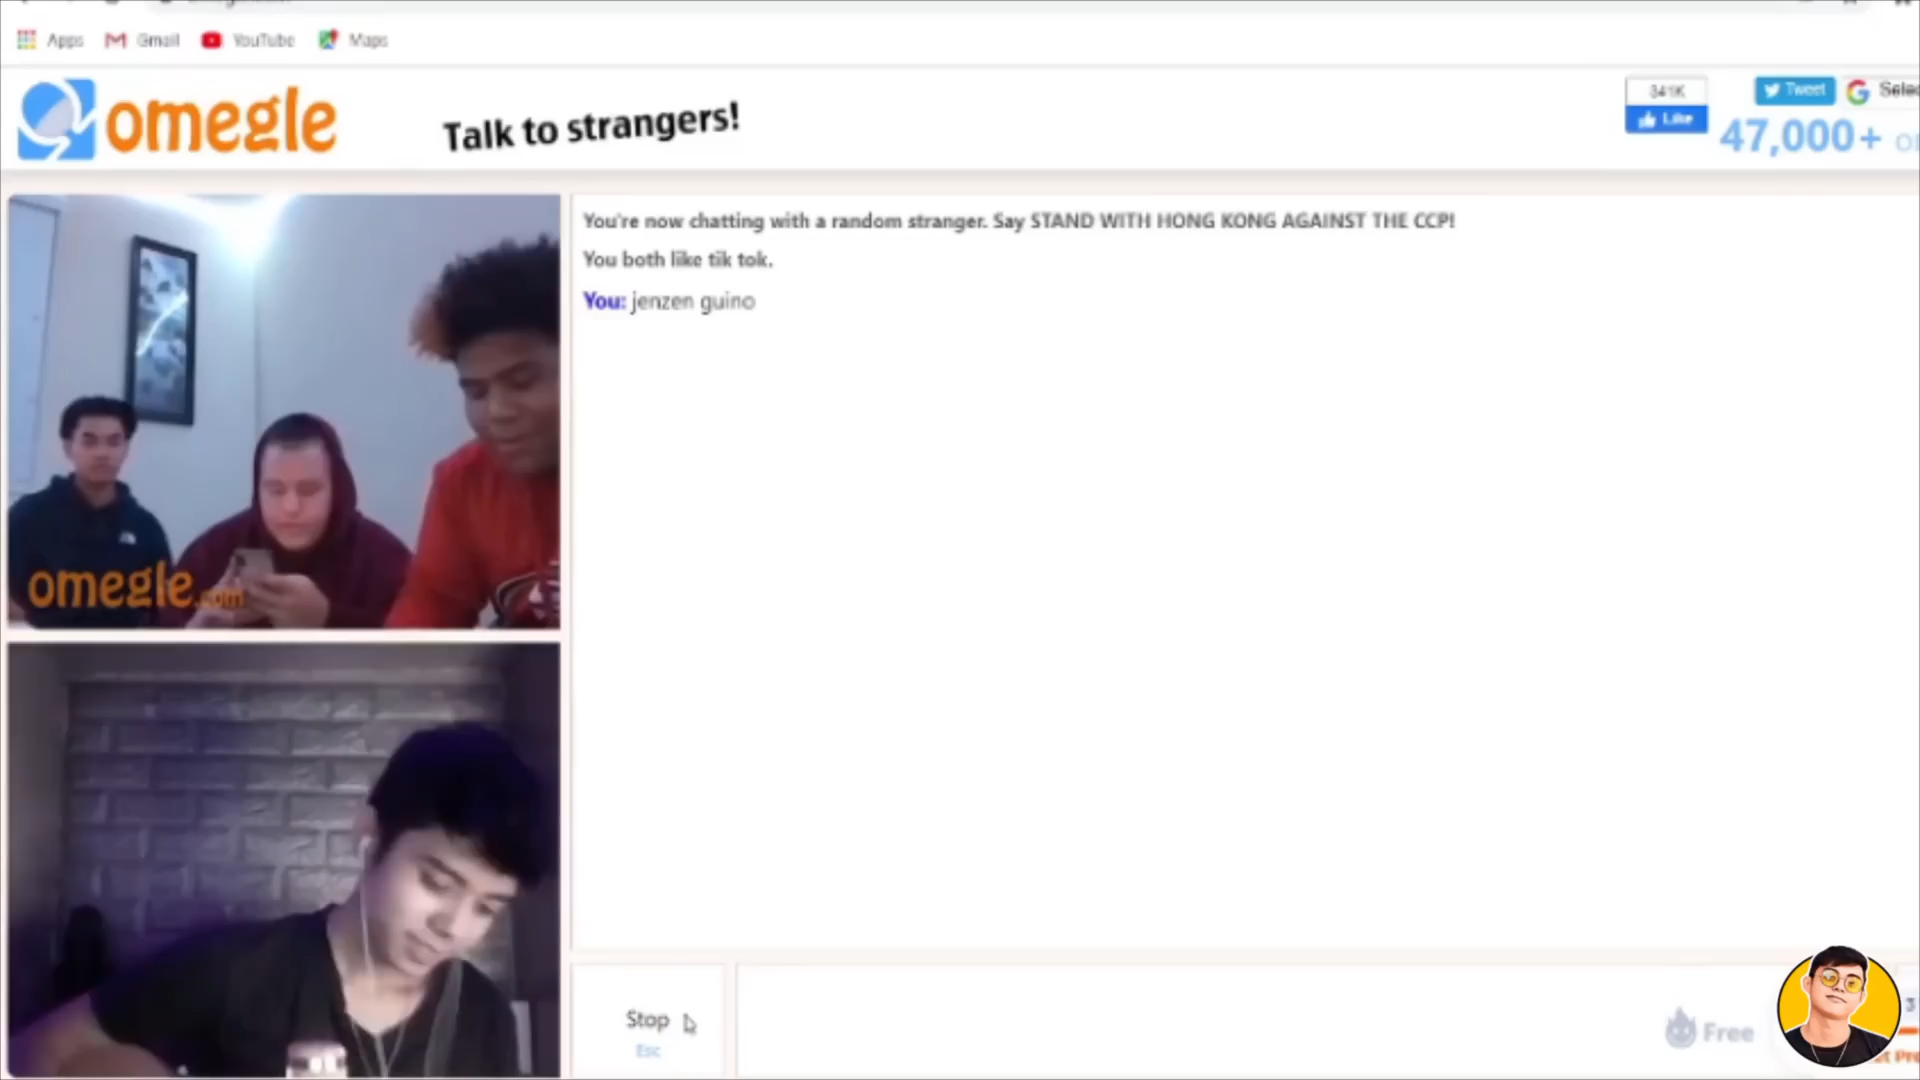 Apps Gmail YouTube Maps
omegle Talk to strangers!
341K
Like
Tweet
47,000+
You're now chatting with a random stranger. Say STAND WITH HONG KONG AGAINST THE CCP!
You both like tik tok.
You: jenzen guino
omegle.com
Stop
Esc
Free